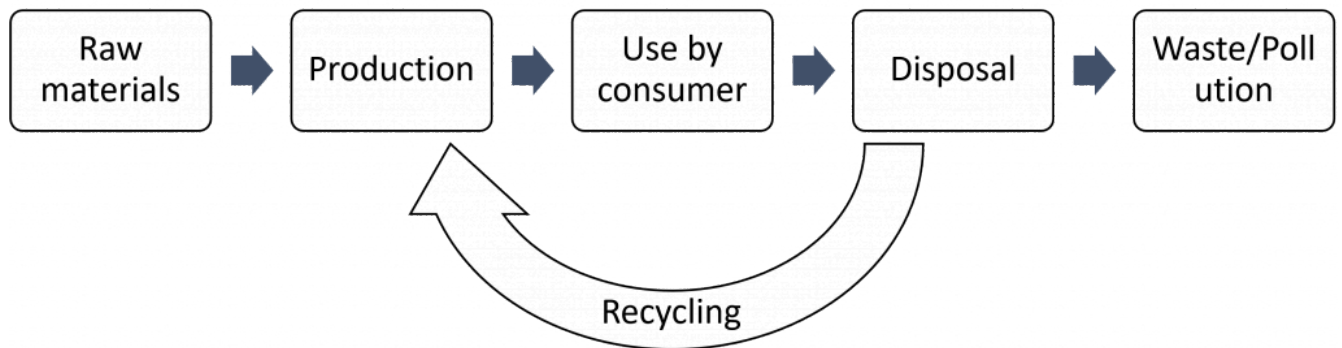 Raw
materials
Production
Use by
consumer
Disposal
Waste/Poll
ution
Recycling